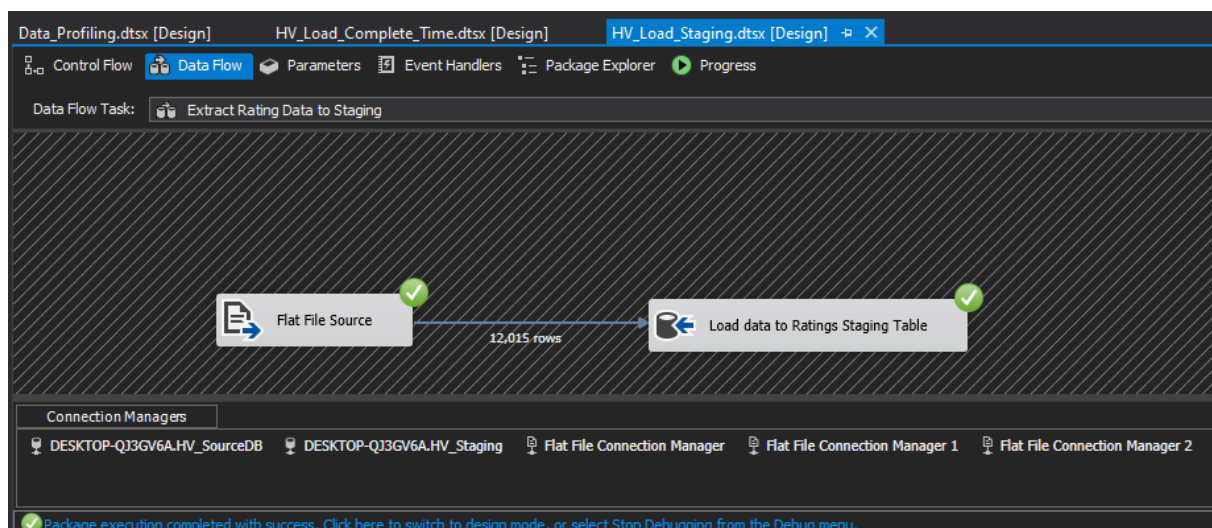 Data_Profiling.dtsx [Design] HV_Load_Complete_Time.dtsx [Design] HV_Load_Staging.dtsx [Design]
Control Flow Data Flow Parameters Event Handlers Package Explorer Progress
Data Flow Task: Extract Rating Data to Staging
Flat File Source
12,015 rows
Load data to Ratings Staging Table
Connection Managers
DESKTOP-QJ3GV6A.HV_SourceDB DESKTOP-QJ3GV6A.HV_Staging Flat File Connection Manager Flat File Connection Manager 1 Flat File Connection Manager 2
Package execution completed with success. Click here to switch to design mode, or select Stop Debugging from the Debug menu.